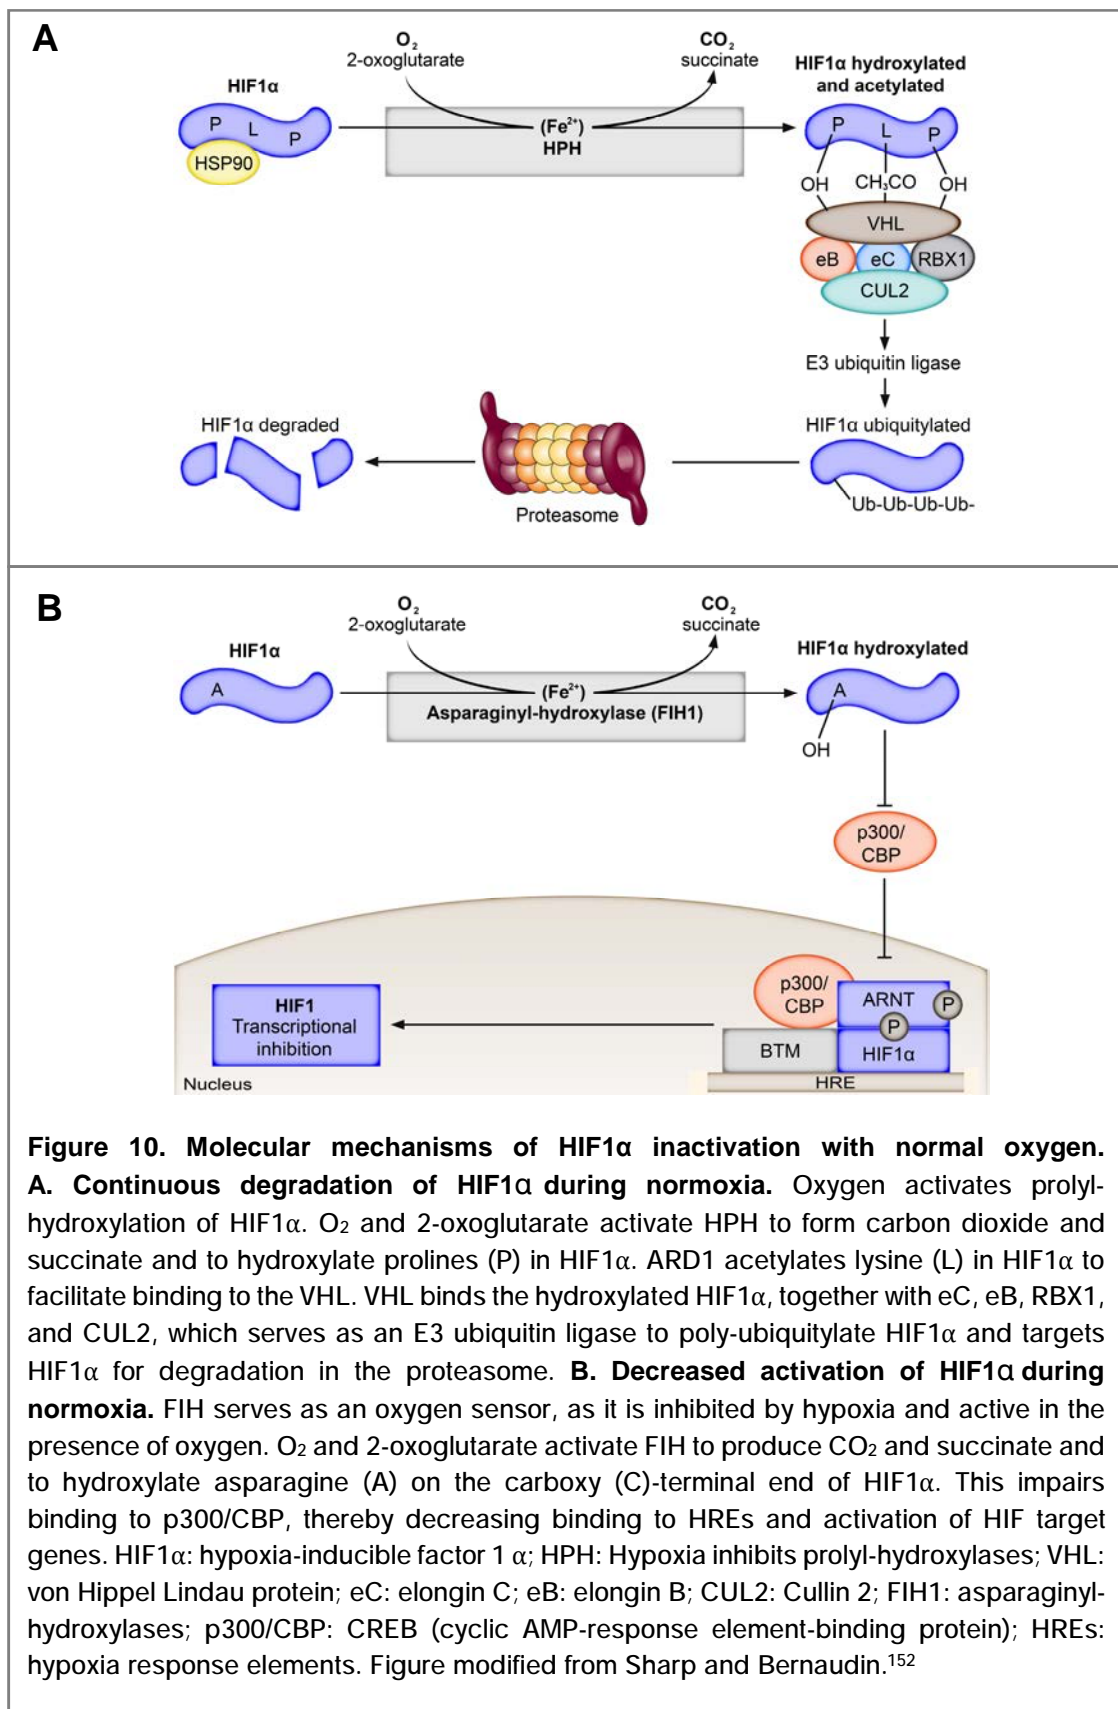 A
O₂
2-oxoglutarate
CO₂
succinate
HIF1α hydroxylated
and acetylated
HIF1α
P L P
HSP90
(Fe²⁺)
HPH
P L P
OH CH₃CO OH
VHL
eB eC RBX1
CUL2
E3 ubiquitin ligase
HIF1α degraded
HIF1α ubiquitylated
Proteasome
Ub-Ub-Ub-Ub-
B
O₂
2-oxoglutarate
CO₂
succinate
HIF1α
HIF1α hydroxylated
A
(Fe²⁺)
Asparaginyl-hydroxylase (FIH1)
A
OH
p300/
CBP
HIF1
Transcriptional
inhibition
p300/
CBP
ARNT
P
P
BTM
HIF1α
HRE
Nucleus
Figure 10. Molecular mechanisms of HIF1α inactivation with normal oxygen.
A. Continuous degradation of HIF1α during normoxia. Oxygen activates prolyl-
hydroxylation of HIF1α. O₂ and 2-oxoglutarate activate HPH to form carbon dioxide and
succinate and to hydroxylate prolines (P) in HIF1α. ARD1 acetylates lysine (L) in HIF1α to
facilitate binding to the VHL. VHL binds the hydroxylated HIF1α, together with eC, eB, RBX1,
and CUL2, which serves as an E3 ubiquitin ligase to poly-ubiquitylate HIF1α and targets
HIF1α for degradation in the proteasome. B. Decreased activation of HIF1α during
normoxia. FIH serves as an oxygen sensor, as it is inhibited by hypoxia and active in the
presence of oxygen. O₂ and 2-oxoglutarate activate FIH to produce CO₂ and succinate and
to hydroxylate asparagine (A) on the carboxy (C)-terminal end of HIF1α. This impairs
binding to p300/CBP, thereby decreasing binding to HREs and activation of HIF target
genes. HIF1α: hypoxia-inducible factor 1 α; HPH: Hypoxia inhibits prolyl-hydroxylases; VHL:
von Hippel Lindau protein; eC: elongin C; eB: elongin B; CUL2: Cullin 2; FIH1: asparaginyl-
hydroxylases; p300/CBP: CREB (cyclic AMP-response element-binding protein); HREs:
hypoxia response elements. Figure modified from Sharp and Bernaudin.¹⁵²